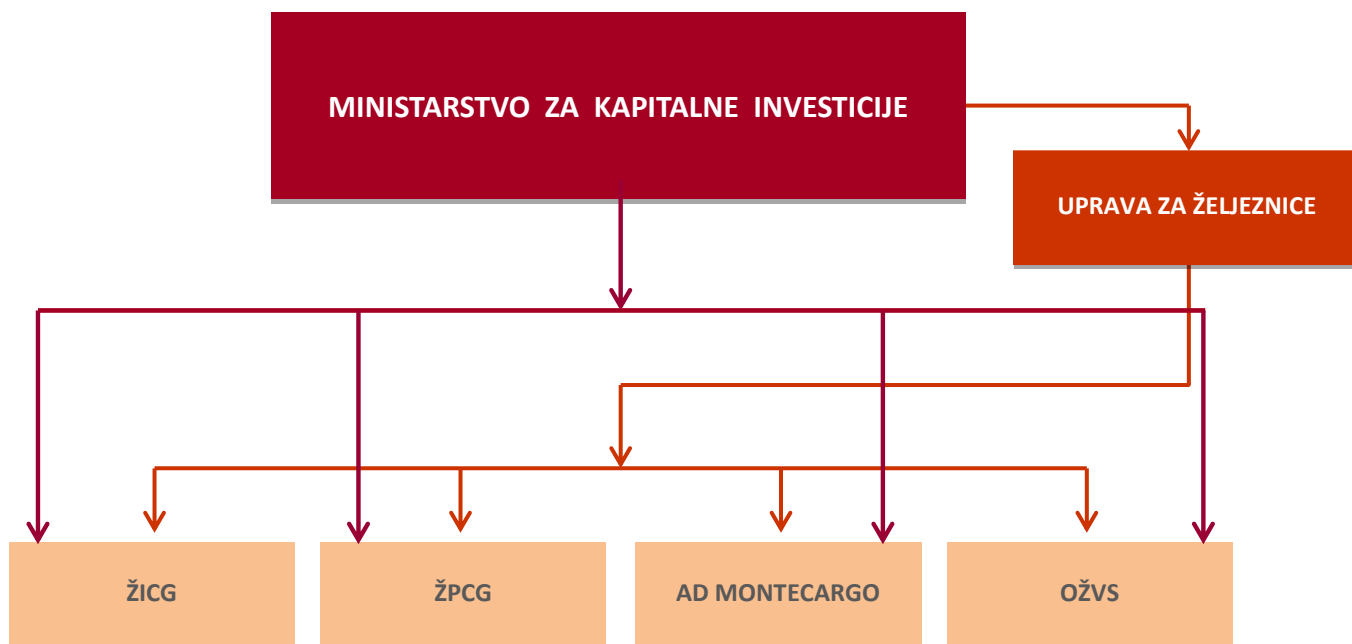 MINISTARSTVO ZA KAPITALNE INVESTICIJE
UPRAVA ZA ŽELJEZNICE
ŽICG
ŽPCG
AD MONTECARGO
OŽVS